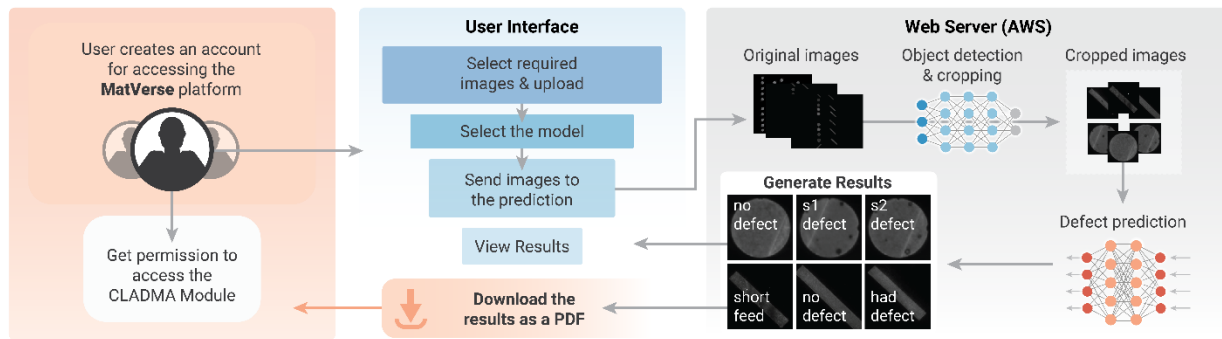 User creates an account
for accessing the
MatVerse platform
Get permission to
access the
CLADMA Module
User Interface
Select required
images & upload
Select the model
Send images to
the prediction
View Results
Download the
results as a PDF
Web Server (AWS)
Original images
Object detection
& cropping
Cropped images
Defect prediction
Generate Results
no
defect
s1
defect
s2
defect
short
feed
no
defect
had
defect